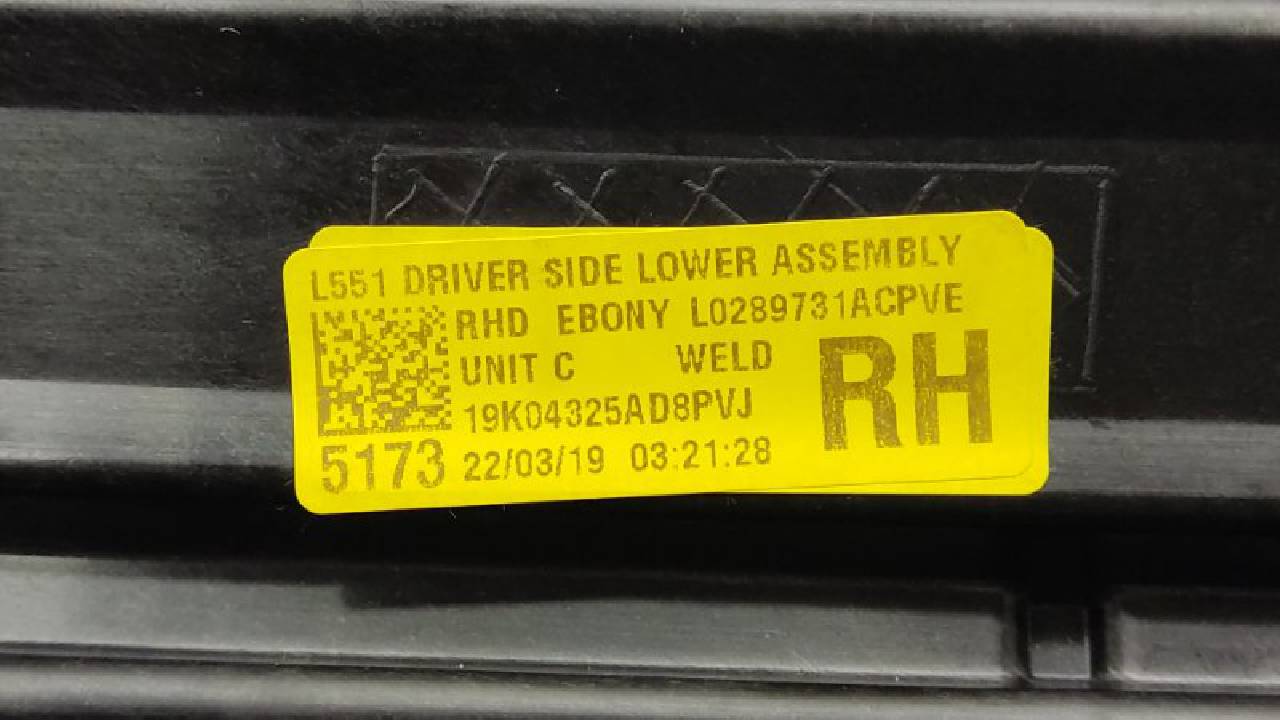 L551 DRIVER SIDE LOWER ASSEMBLY
RHD EBONY L0289731ACPVE
UNIT C WELD
RH
19K04325AD8PVJ
5173 22/03/19 03:21:28